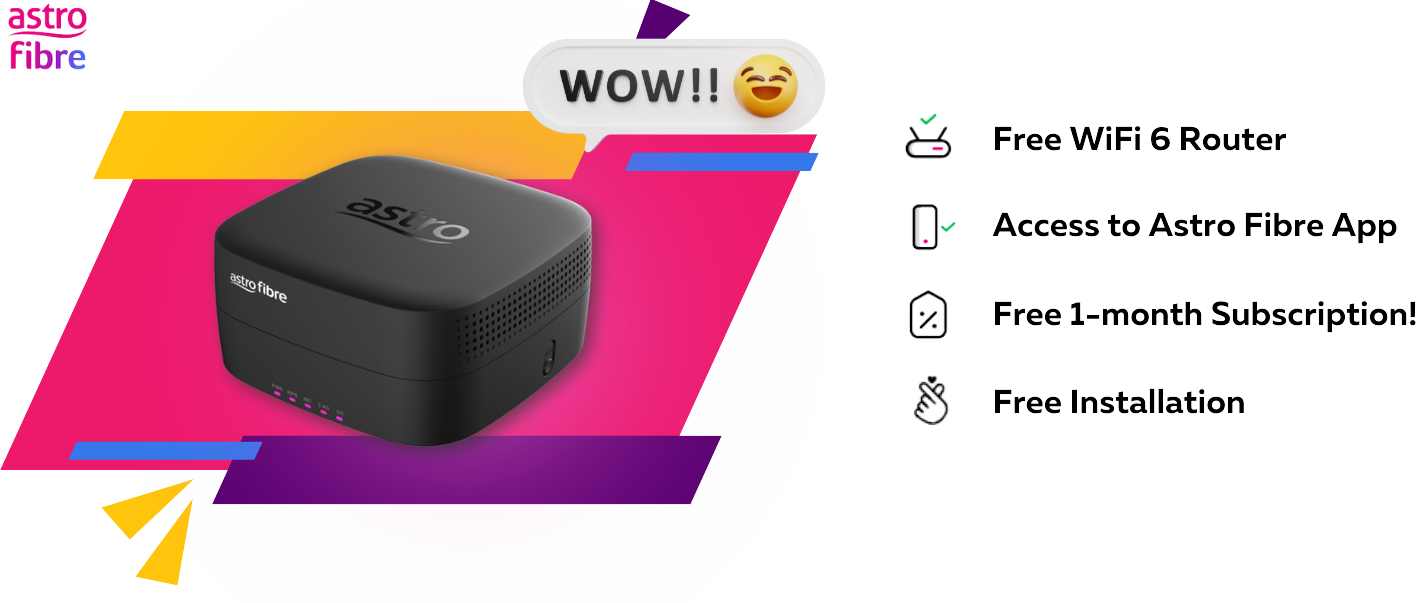 astro
fibre
WOW!!
astro
astro fibre
Free WiFi 6 Router
Access to Astro Fibre App
Free 1-month Subscription!
Free Installation